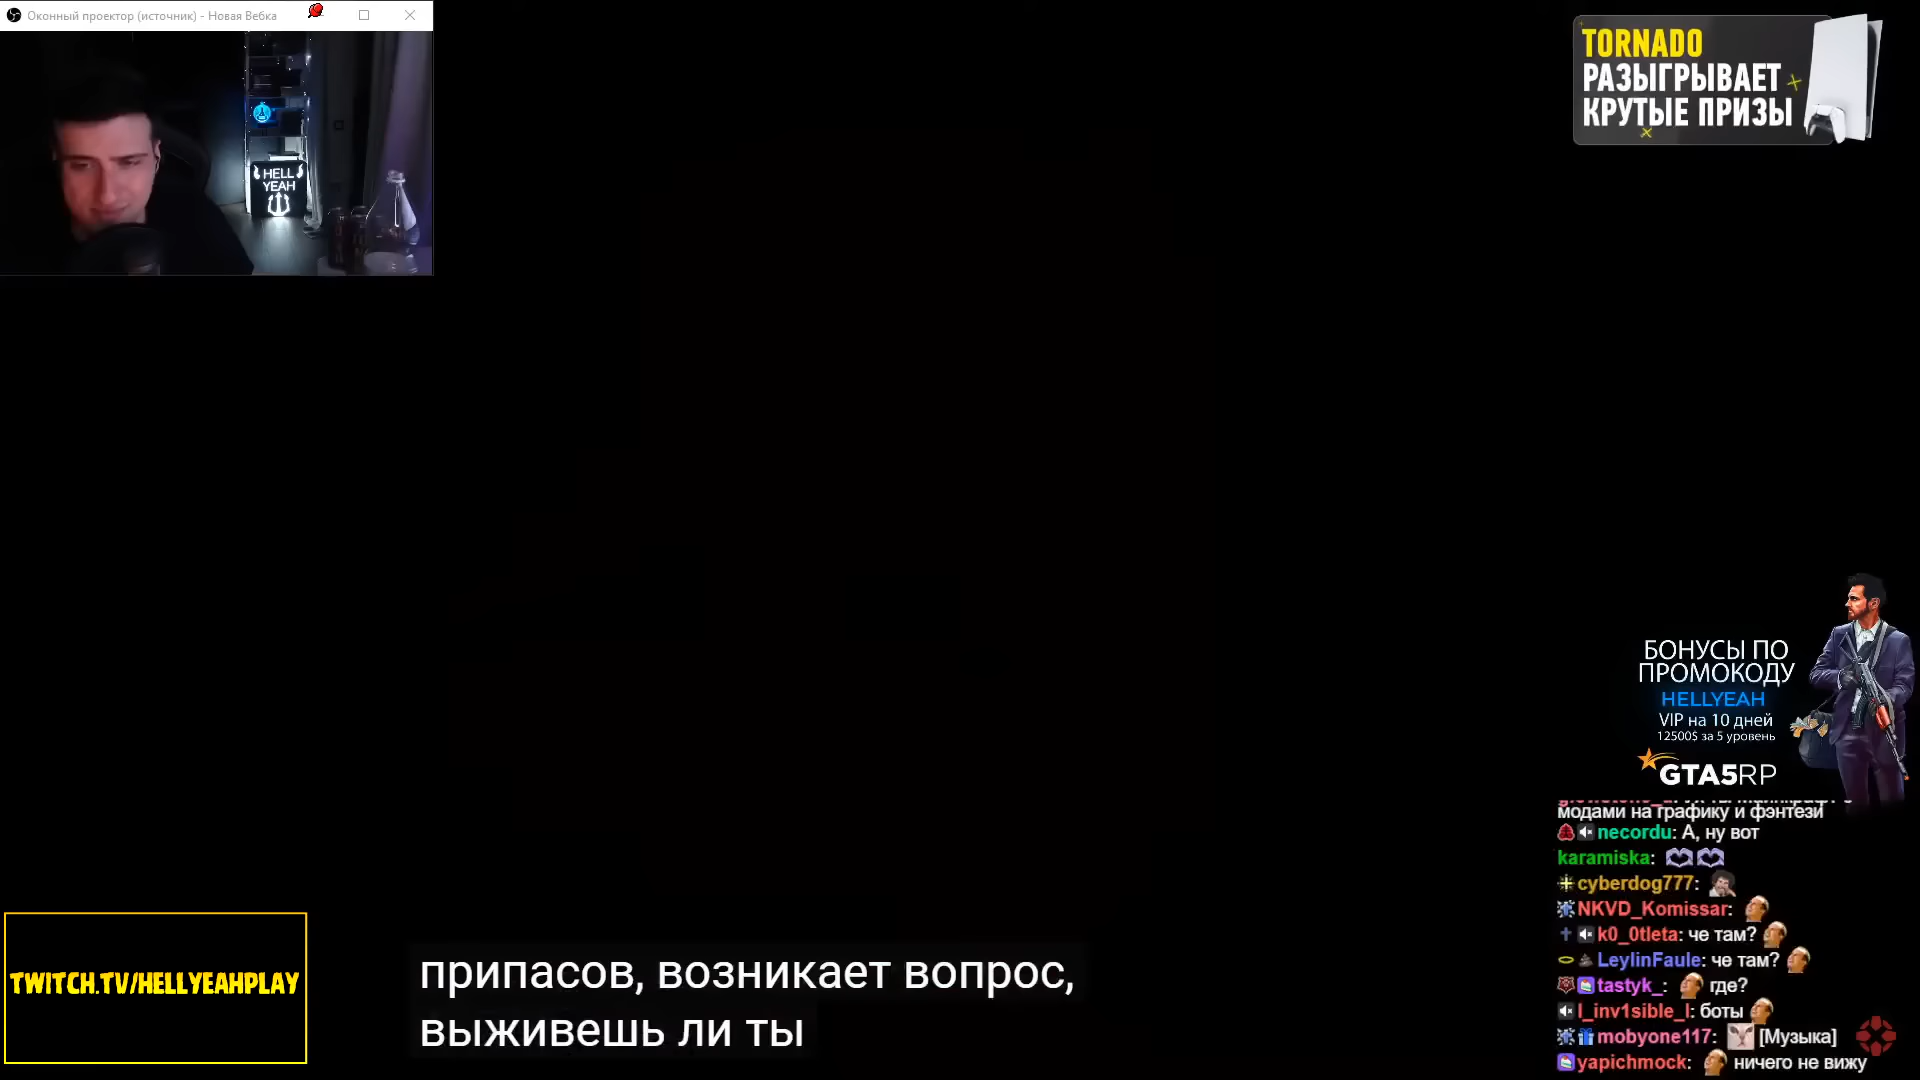 Оконный проектор (источник) - Новая Вебка
HELL
YEAH
TORNADO
РАЗЫГРЫВАЕТ
КРУТЫЕ ПРИЗЫ
БОНУСЫ ПО
ПРОМОКОДУ
HELLYEAH
VIP на 10 дней
12500$ за 5 уровень
GTA5RP
модами на графику и фэнтези
necordu: А, ну вот
karamiska:
cyberdog777:
NKVD_Komissar:
k0_0tleta: че там?
LeylinFaule: че там?
tastyk_: где?
l_inv1sible_l: боты
mobyone117: [Музыка]
yapichmock: ничего не вижу
TWITCH.TV/HELLYEAHPLAY
припасов, возникает вопрос,
выживешь ли ты